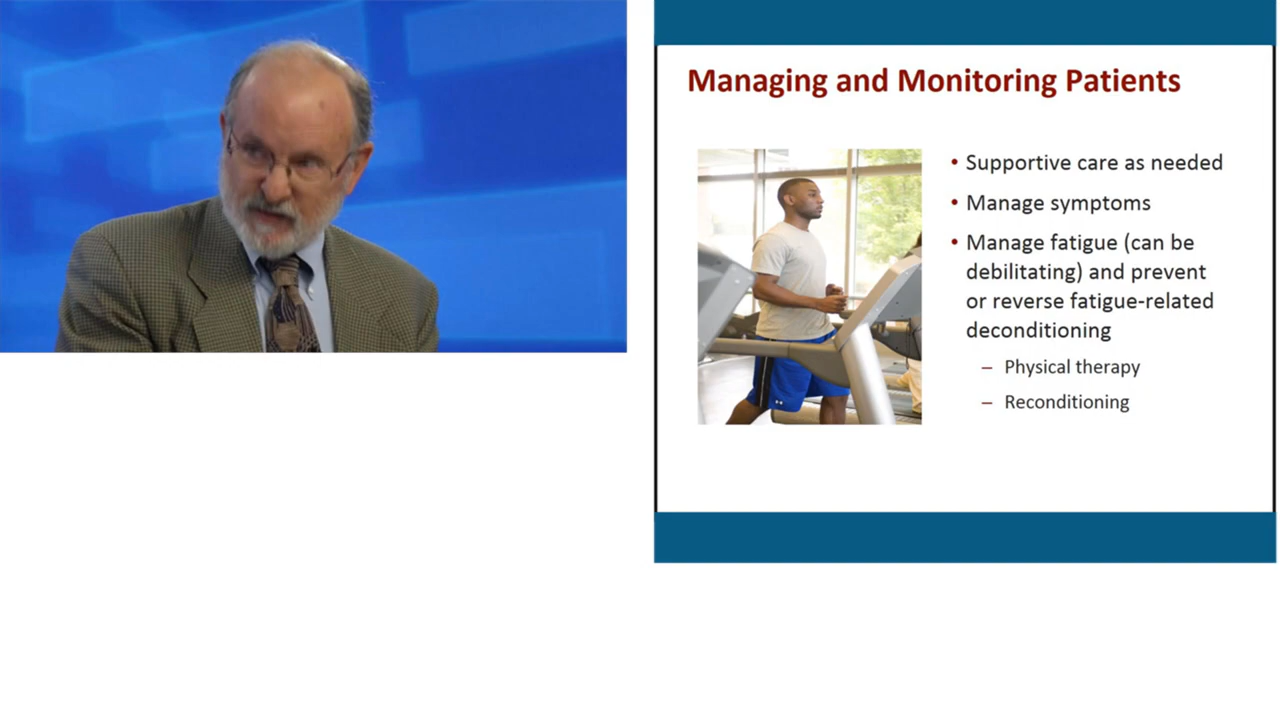 Managing and Monitoring Patients
• Supportive care as needed
• Manage symptoms
• Manage fatigue (can be
debilitating) and prevent
or reverse fatigue-related
deconditioning
– Physical therapy
– Reconditioning